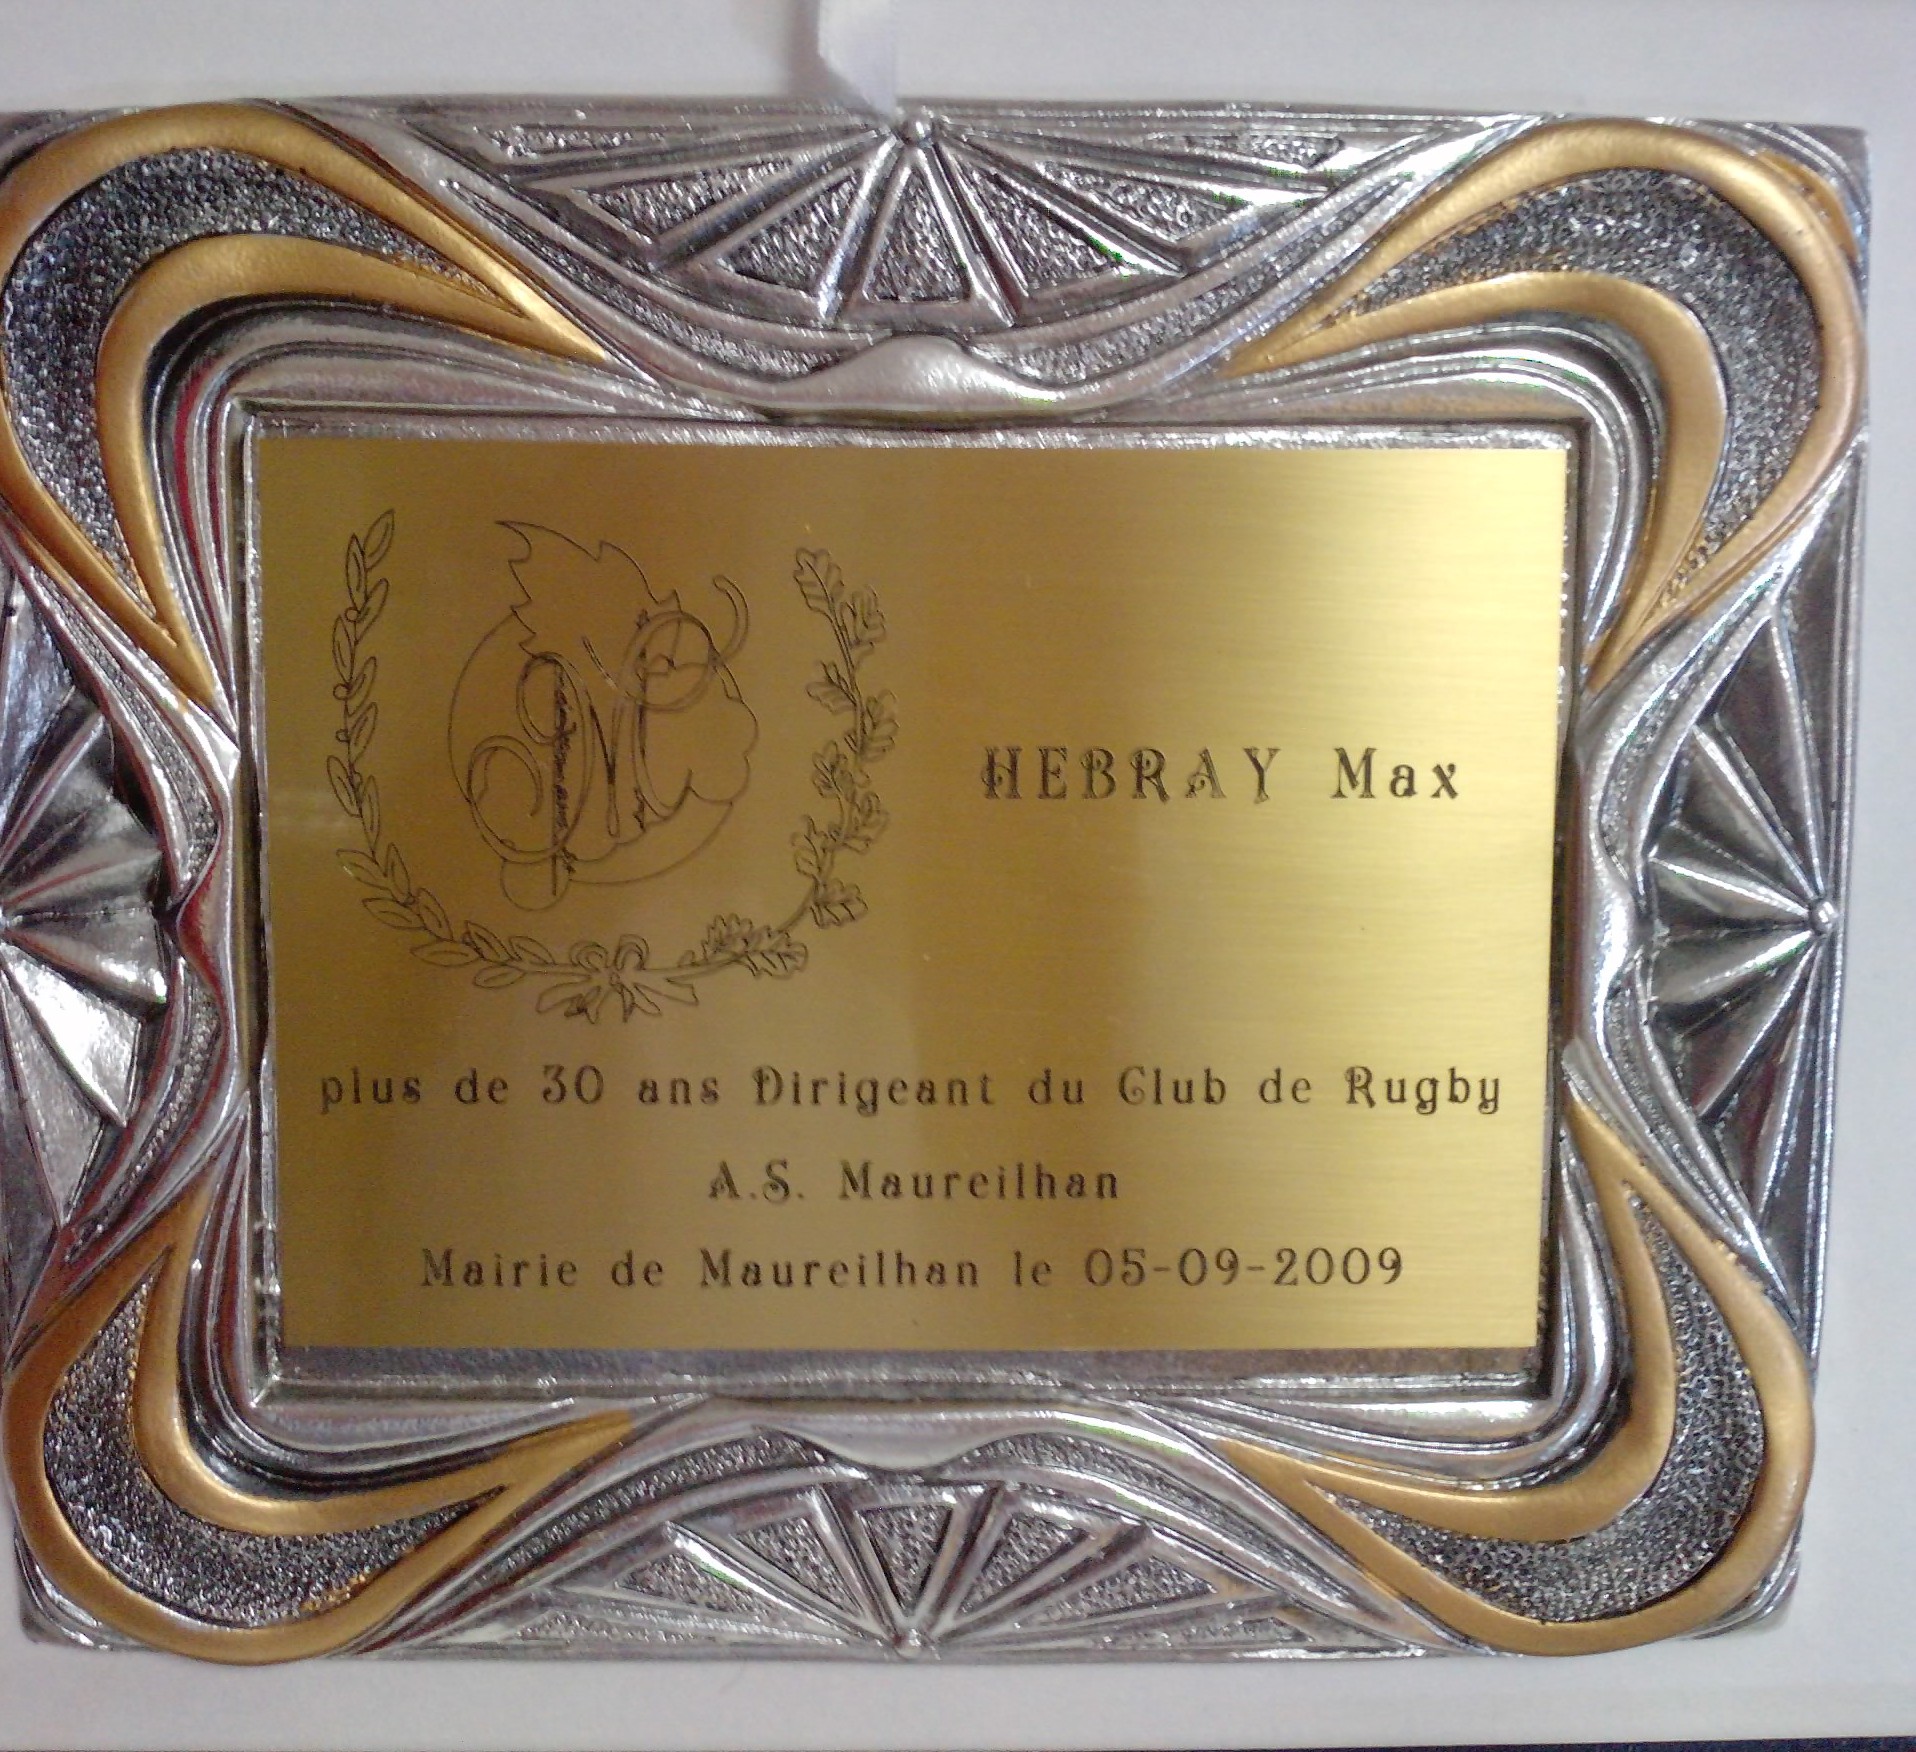 HEBRAY Max
plus de 30 ans Dirigeant du Club de Rugby
A.S. Maureilhan
Mairie de Maureilhan le 05-09-2009